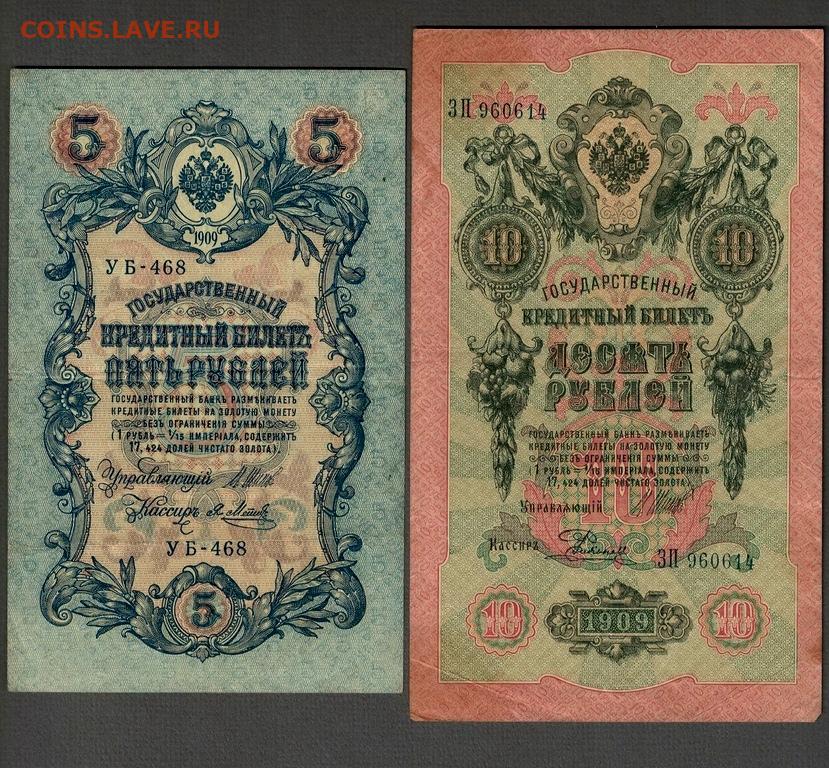 COINS.LAVE.RU
5 5
1909
УБ-468
ГОСУДАРСТВЕННЫЙ
КРЕДИТНЫЙ БИЛЕТЪ
ПЯТЬ РУБЛЕЙ
ГОСУДАРСТВЕННЫЙ БАНКЪ РАЗМѢНИВАЕТЪ
КРЕДИТНЫЕ БИЛЕТЫ НА ЗОЛОТУЮ МОНЕТУ
БЕЗЪ ОГРАНИЧЕНІЯ СУММЫ
(1 РУБЛЬ = 1/15 ИМПЕРІАЛА, СОДЕРЖИТЪ
17,424 ДОЛЕЙ ЧИСТАГО ЗОЛОТА).
Управляющій
Кассиръ
УБ-468
5
ЗП 960614
10 10
ГОСУДАРСТВЕННЫЙ
КРЕДИТНЫЙ БИЛЕТЪ
ДЕСЯТЬ
РУБЛЕЙ
ГОСУДАРСТВЕННЫЙ БАНКЪ РАЗМѢНИВАЕТЪ
КРЕДИТНЫЕ БИЛЕТЫ НА ЗОЛОТУЮ МОНЕТУ
БЕЗЪ ОГРАНИЧЕНІЯ СУММЫ
(1 РУБЛЬ = 1/15 ИМПЕРІАЛА, СОДЕРЖИТЪ
17,424 ДОЛЕЙ ЧИСТАГО ЗОЛОТА).
10
Управляющій
Кассиръ
ЗП 960614
10 1909 10